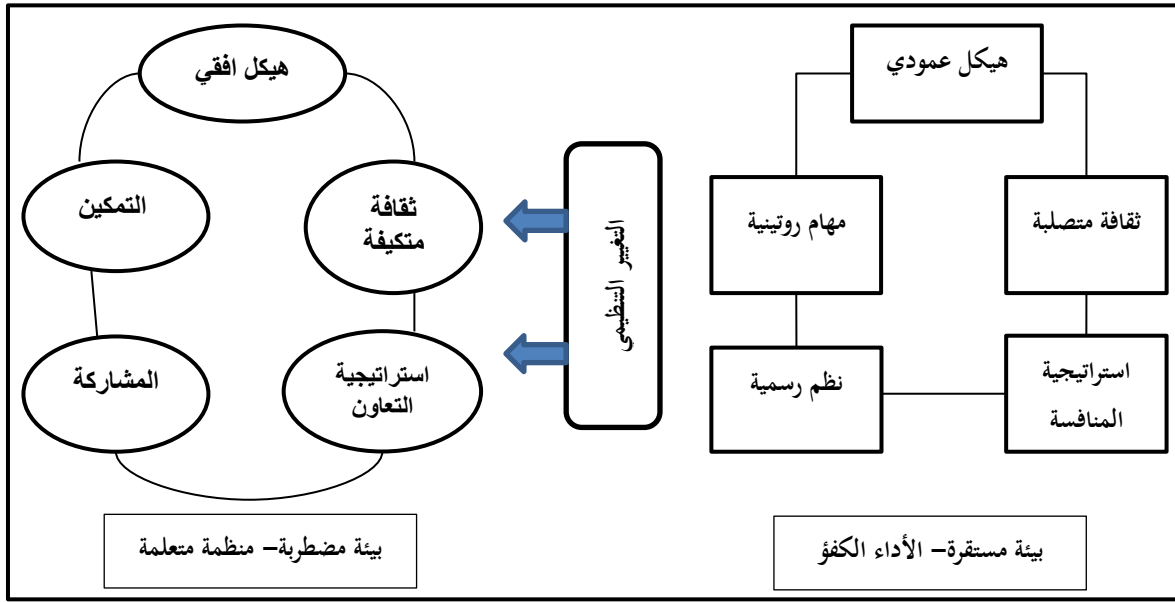 هيكل عمودي
ثقافة متصلبة
مهام روتينية
استراتيجية
المنافسة
نظم رسمية
بيئة مستقرة– الأداء الكفؤ
التغيير التنظيمي
هيكل افقي
ثقافة
متكيفة
التمكين
استراتيجية
التعاون
المشاركة
بيئة مضطربة– منظمة متعلمة